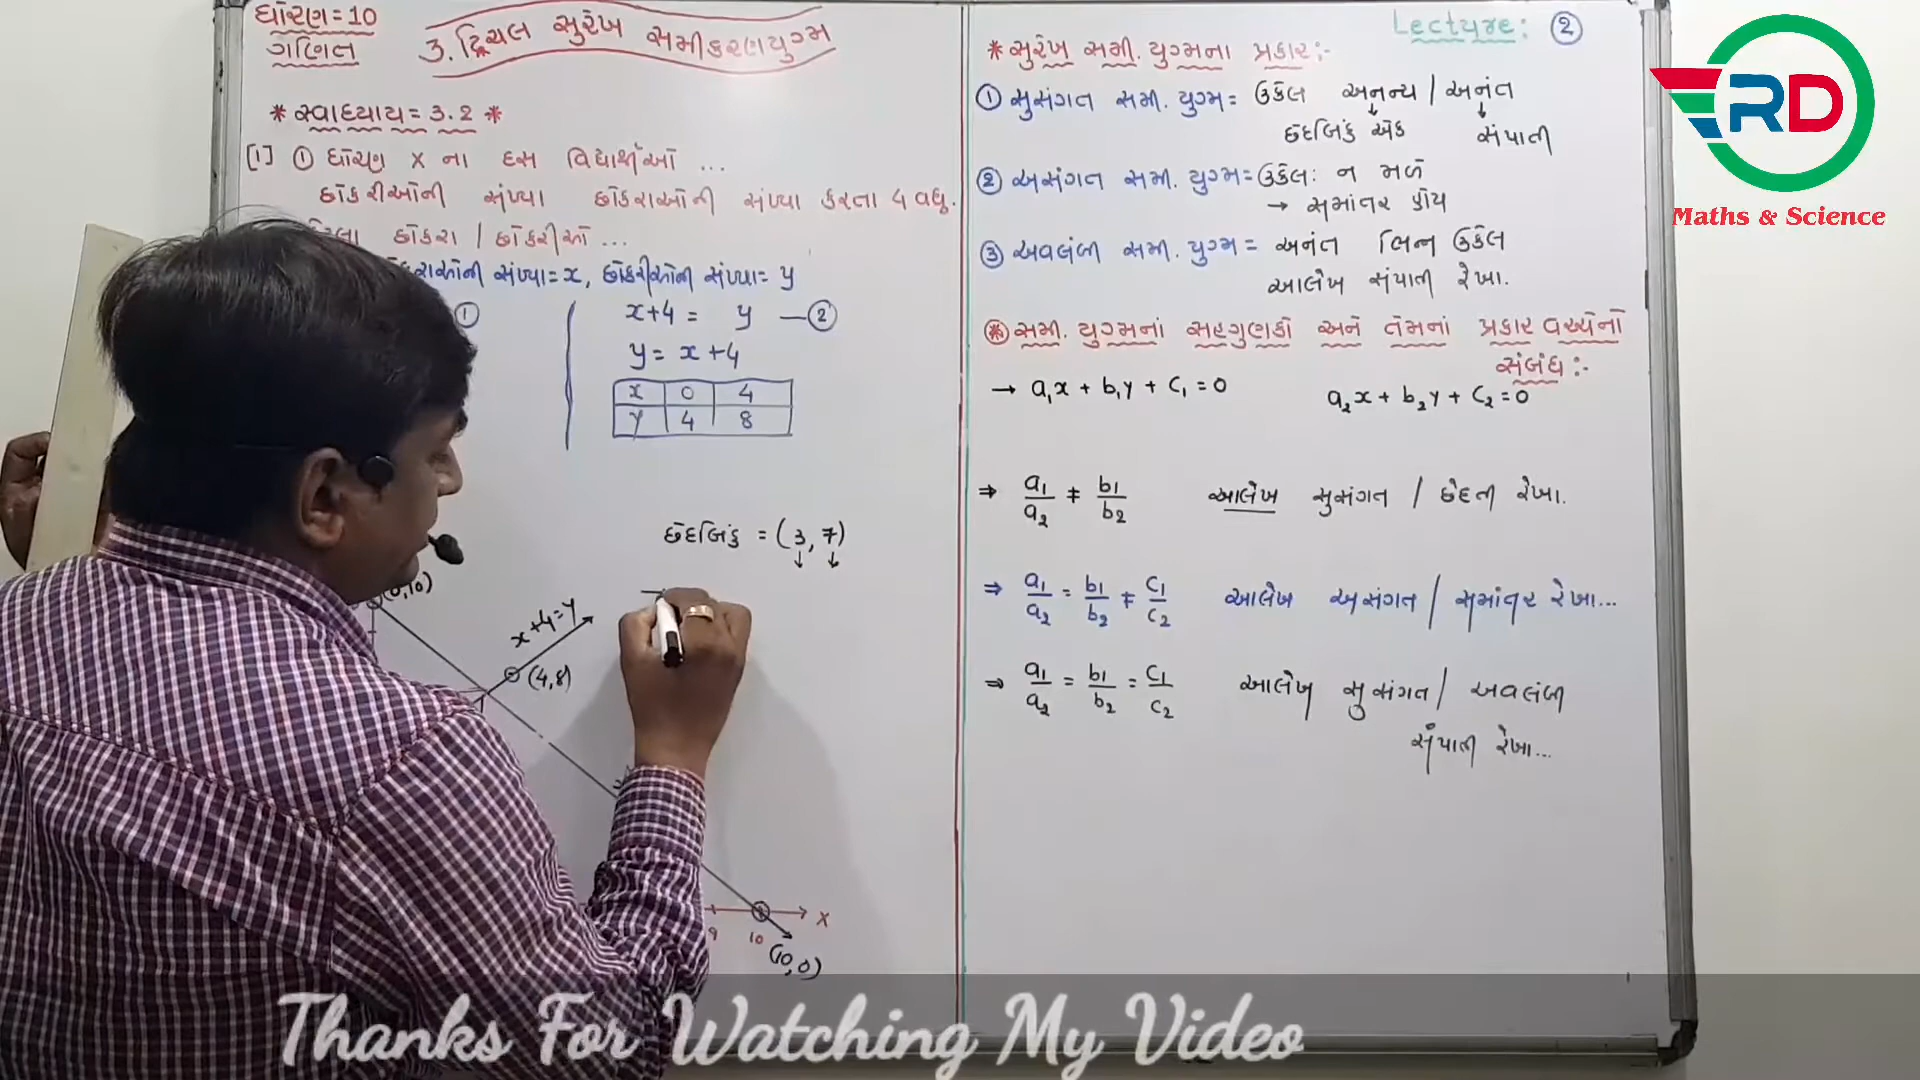 ધોરણ = 10
ગણિત
3. દ્વિચલ સુરેખ સમીકરણયુગ્મ
* સ્વાધ્યાય = 3.2 *
[1] ① ધોરણ X ના દસ વિદ્યાર્થીઓ ...
છોકરીઓની સંખ્યા છોકરાઓની સંખ્યા કરતા 4 વધુ.
છોકરા / છોકરીઓ ...
સંખ્યા = x, છોકરીઓની સંખ્યા = y
①
x+4 = y —②
y = x +4
x 0 4
y 4 8
છેદબિંદુ = (3, 7)
(0,10)
x+4=y
(4,8)
9 10 X
(10,0)
Lecture: ②
* સુરેખ સમી. યુગ્મના પ્રકાર :-
① સુસંગત સમી. યુગ્મ = ઉકેલ અનન્ય / અનંત
છેદબિંદુ એક સંપાતી
② અસંગત સમી. યુગ્મ = ઉકેલ: ન મળે
→ સમાંતર હોય
③ અવલંબી સમી. યુગ્મ = અનંત ભિન્ન ઉકેલ
આલેખ સંપાતી રેખા.
* સમી. યુગ્મનાં સહગુણકો અને તેમનાં પ્રકાર વચ્ચેનો
સંબંધ :-
→ a₁x + b₁y + c₁ = 0 a₂x + b₂y + c₂ = 0
⇒ a₁/a₂ ≠ b₁/b₂ આલેખ સુસંગત / છેદતી રેખા.
⇒ a₁/a₂ = b₁/b₂ ≠ c₁/c₂ આલેખ અસંગત / સમાંતર રેખા...
⇒ a₁/a₂ = b₁/b₂ = c₁/c₂ આલેખ સુસંગત / અવલંબી
સંપાતી રેખા...
RD
Maths & Science
Thanks For Watching My Video